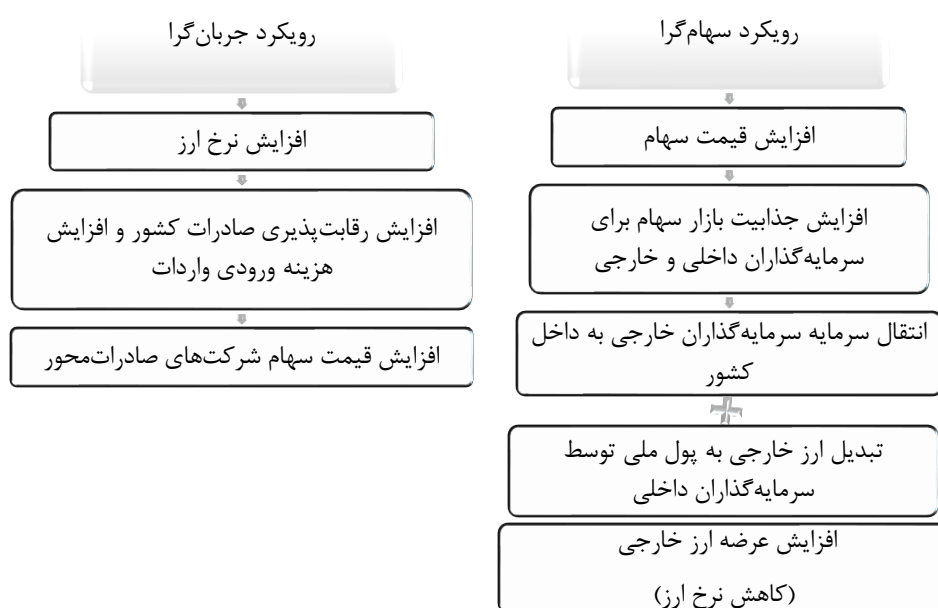 رویکرد سهام‌گرا
افزایش قیمت سهام
افزایش جذابیت بازار سهام برای
سرمایه‌گذاران داخلی و خارجی
انتقال سرمایه سرمایه‌گذاران خارجی به داخل
کشور
تبدیل ارز خارجی به پول ملی توسط
سرمایه‌گذاران داخلی
افزایش عرضه ارز خارجی
(کاهش نرخ ارز)
رویکرد جریان‌گرا
افزایش نرخ ارز
افزایش رقابت‌پذیری صادرات کشور و افزایش
هزینه ورودی واردات
افزایش قیمت سهام شرکت‌های صادرات‌محور